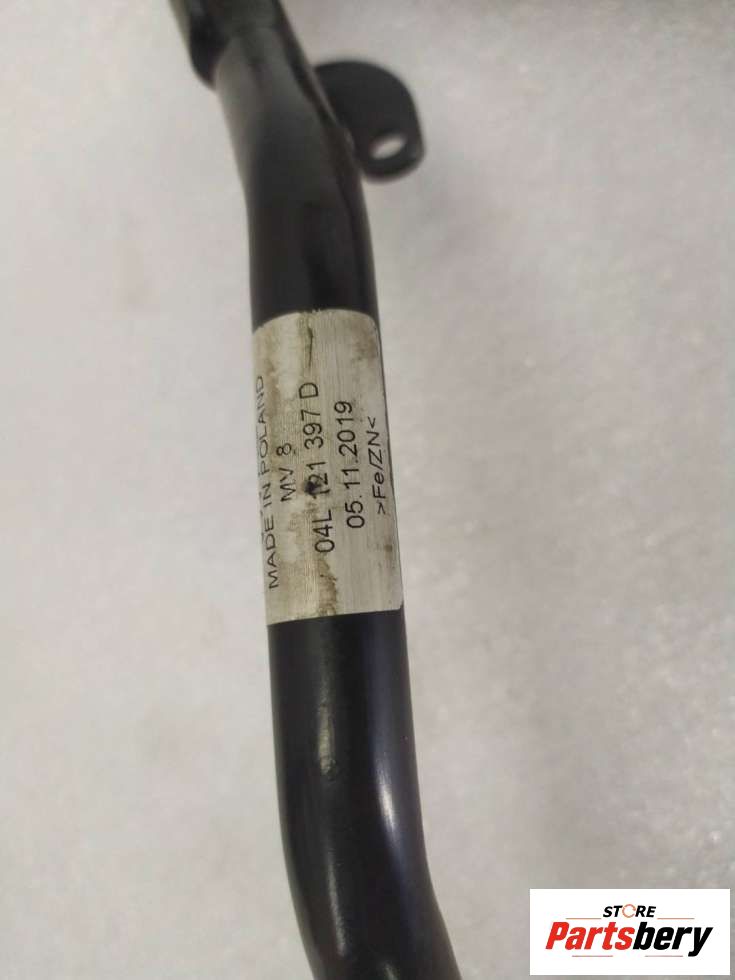 MADE IN POLAND
MV 8
04L 121 397 D
05.11.2019
>Fe/ZN<
STORE
Partsbery